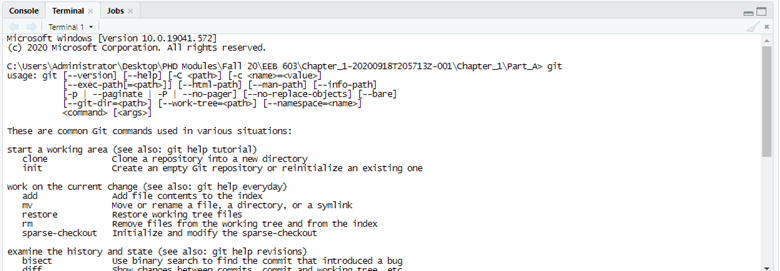 Console Terminal Jobs
Terminal 1
Microsoft Windows [Version 10.0.19041.572]
(c) 2020 Microsoft Corporation. All rights reserved.
C:\Users\Administrator\Desktop\PHD Modules\Fall 20\EEB 603\Chapter_1-20200918T205713Z-001\Chapter_1\Part_A> git
usage: git [--version] [--help] [-C <path>] [-c <name>=<value>]
[--exec-path[=<path>]] [--html-path] [--man-path] [--info-path]
[-p | --paginate | -P | --no-pager] [--no-replace-objects] [--bare]
[--git-dir=<path>] [--work-tree=<path>] [--namespace=<name>]
<command> [<args>]
These are common Git commands used in various situations:
start a working area (see also: git help tutorial)
clone Clone a repository into a new directory
init Create an empty Git repository or reinitialize an existing one
work on the current change (see also: git help everyday)
add Add file contents to the index
mv Move or rename a file, a directory, or a symlink
restore Restore working tree files
rm Remove files from the working tree and from the index
sparse-checkout Initialize and modify the sparse-checkout
examine the history and state (see also: git help revisions)
bisect Use binary search to find the commit that introduced a bug
diff Show changes between commits, commit and working tree, etc